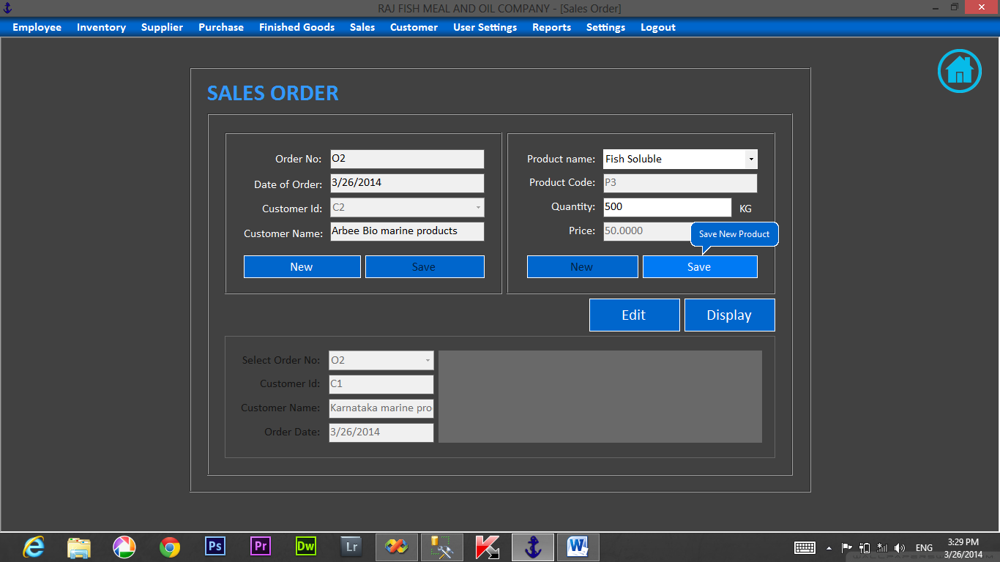 RAJ FISH MEAL AND OIL COMPANY - [Sales Order]
Employee Inventory Supplier Purchase Finished Goods Sales Customer User Settings Reports Settings Logout
SALES ORDER
Order No: O2
Date of Order: 3/26/2014
Customer Id: C2
Customer Name: Arbee Bio marine products
New Save
Product name: Fish Soluble
Product Code: P3
Quantity: 500 KG
Price: 50.0000
Save New Product
New Save
Edit Display
Select Order No: O2
Customer Id: C1
Customer Name: Karnataka marine pro
Order Date: 3/26/2014
Ps Pr Dw Lr W
ENG
3:29 PM
3/26/2014